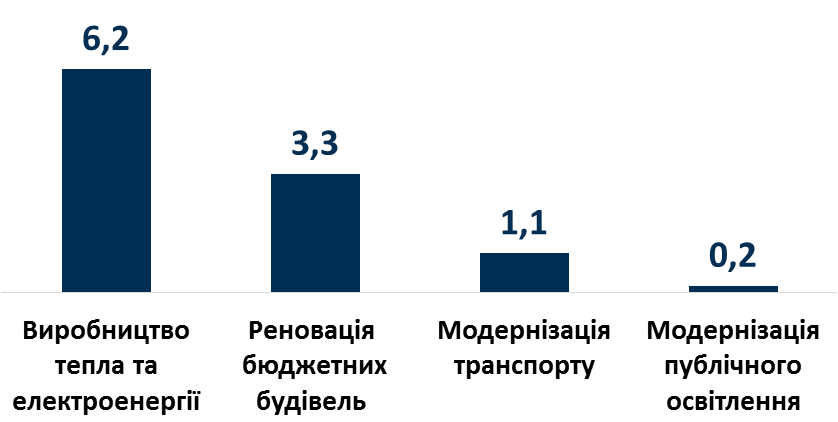 6,2
3,3
1,1
0,2
Виробництво
тепла та
електроенергії
Реновація
бюджетних
будівель
Модернізація
транспорту
Модернізація
публічного
освітлення